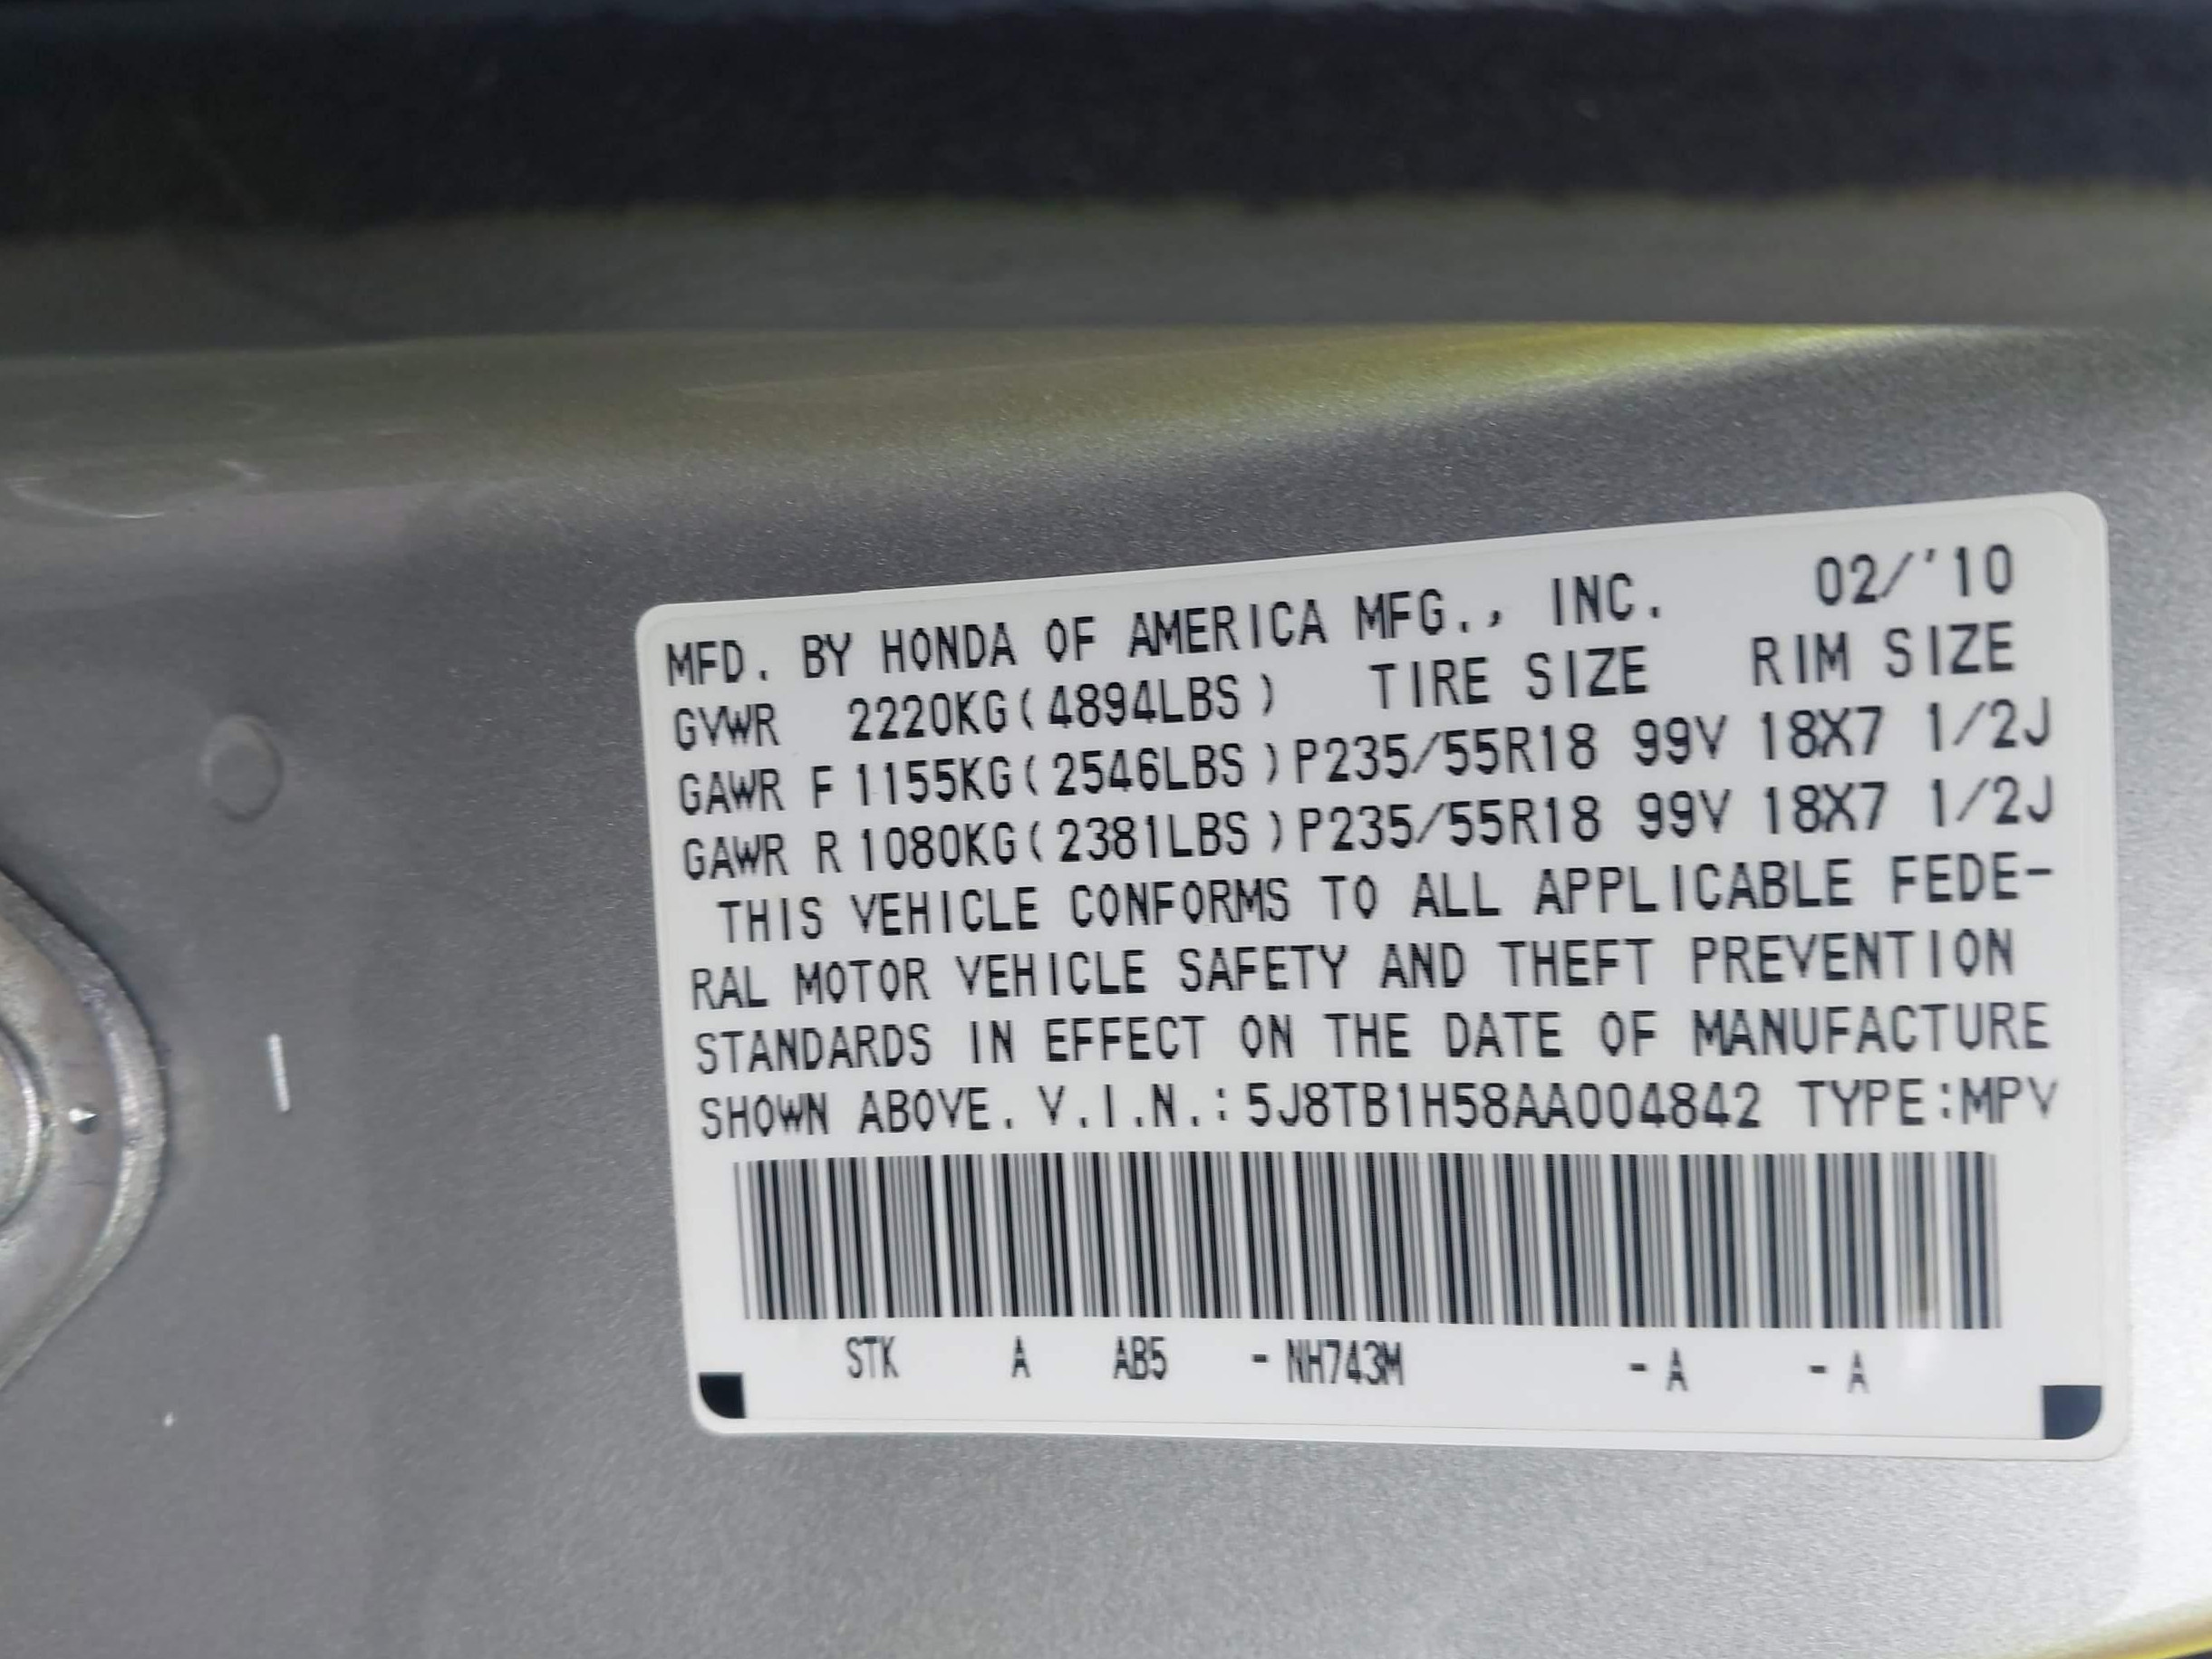 MFD. BY HONDA OF AMERICA MFG., INC. 02/'10
GVWR 2220KG(4894LBS) TIRE SIZE RIM SIZE
GAWR F 1155KG(2546LBS)P235/55R18 99V 18X7 1/2J
GAWR R 1080KG(2381LBS)P235/55R18 99V 18X7 1/2J
THIS VEHICLE CONFORMS TO ALL APPLICABLE FEDE-
RAL MOTOR VEHICLE SAFETY AND THEFT PREVENTION
STANDARDS IN EFFECT ON THE DATE OF MANUFACTURE
SHOWN ABOVE. V.I.N.:5J8TB1H58AA004842 TYPE:MPV
STK A AB5 -NH743M -A -A